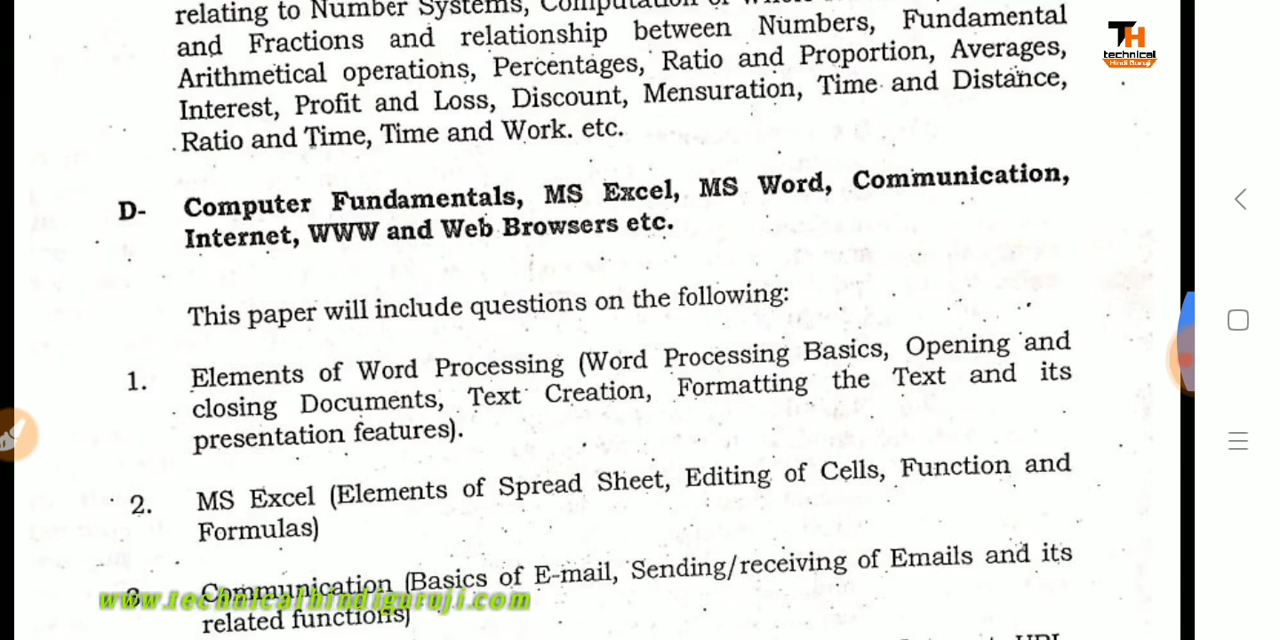 relating to Number Systems,
and Fractions and relationship between Numbers, Fundamental
Arithmetical operations, Percentages, Ratio and Proportion, Averages,
Interest, Profit and Loss, Discount, Mensuration, Time and Distance,
Ratio and Time, Time and Work. etc.
TH
technical
Hindi Guruji
D- Computer Fundamentals, MS Excel, MS Word, Communication,
Internet, WWW and Web Browsers etc.
This paper will include questions on the following:
1. Elements of Word Processing (Word Processing Basics, Opening and
closing Documents, Text Creation, Formatting the Text and its
presentation features).
2. MS Excel (Elements of Spread Sheet, Editing of Cells, Function and
Formulas)
3. Communication (Basics of E-mail, Sending/receiving of Emails and its
www.technicalhindiguruji.com
related functions)